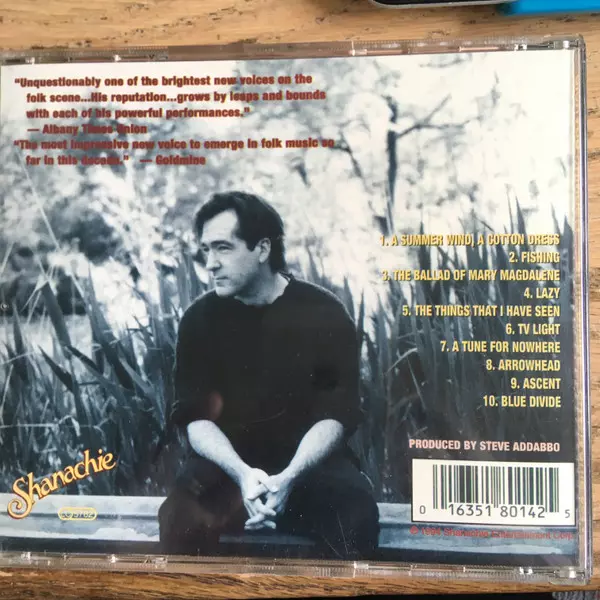 "Unquestionably one of the brightest new voices on the
folk scene...His reputation...grows by leaps and bounds
with each of his powerful performances."
— Albany Times Union
"The most impressive new voice to emerge in folk music so
far in this decade." — Goldmine
1. A SUMMER WIND, A COTTON DRESS
2. FISHING
3. THE BALLAD OF MARY MAGDALENE
4. LAZY
5. THE THINGS THAT I HAVE SEEN
6. TV LIGHT
7. A TUNE FOR NOWHERE
8. ARROWHEAD
9. ASCENT
10. BLUE DIVIDE
PRODUCED BY STEVE ADDABBO
Shanachie
0 16351 80142 5
Shanachie Entertainment Corp.